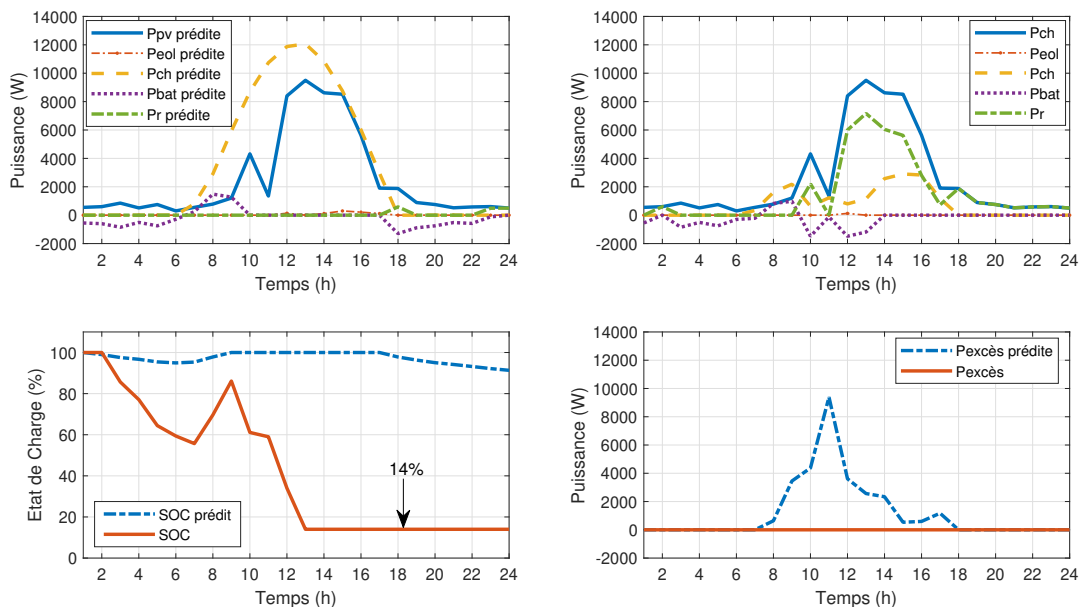 14000
12000
10000
8000
6000
4000
2000
0
-2000
Puissance (W)
Ppv prédite
Peol prédite
Pch prédite
Pbat prédite
Pr prédite
2 4 6 8 10 12 14 16 18 20 22 24
Temps (h)
14000
12000
10000
8000
6000
4000
2000
0
-2000
Puissance (W)
Pch
Peol
Pch
Pbat
Pr
2 4 6 8 10 12 14 16 18 20 22 24
Temps (h)
100
80
60
40
20
0
Etat de Charge (%)
14%
SOC prédit
SOC
2 4 6 8 10 12 14 16 18 20 22 24
Temps (h)
14000
12000
10000
8000
6000
4000
2000
0
-2000
Puissance (W)
Pexcès prédite
Pexcès
2 4 6 8 10 12 14 16 18 20 22 24
Temps (h)